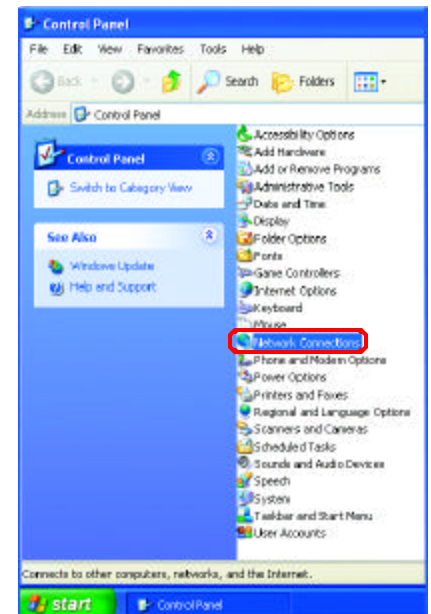 Control Panel
File Edit View Favorites Tools Help
Back Search Folders
Address Control Panel
Control Panel
Switch to Category View
See Also
Windows Update
Help and Support
Accessibility Options
Add Hardware
Add or Remove Programs
Administrative Tools
Date and Time
Display
Folder Options
Fonts
Game Controllers
Internet Options
Keyboard
Mouse
Network Connections
Phone and Modem Options
Power Options
Printers and Faxes
Regional and Language Options
Scanners and Cameras
Scheduled Tasks
Sounds and Audio Devices
Speech
System
Taskbar and Start Menu
User Accounts
Connects to other computers, networks, and the Internet.
start Control Panel